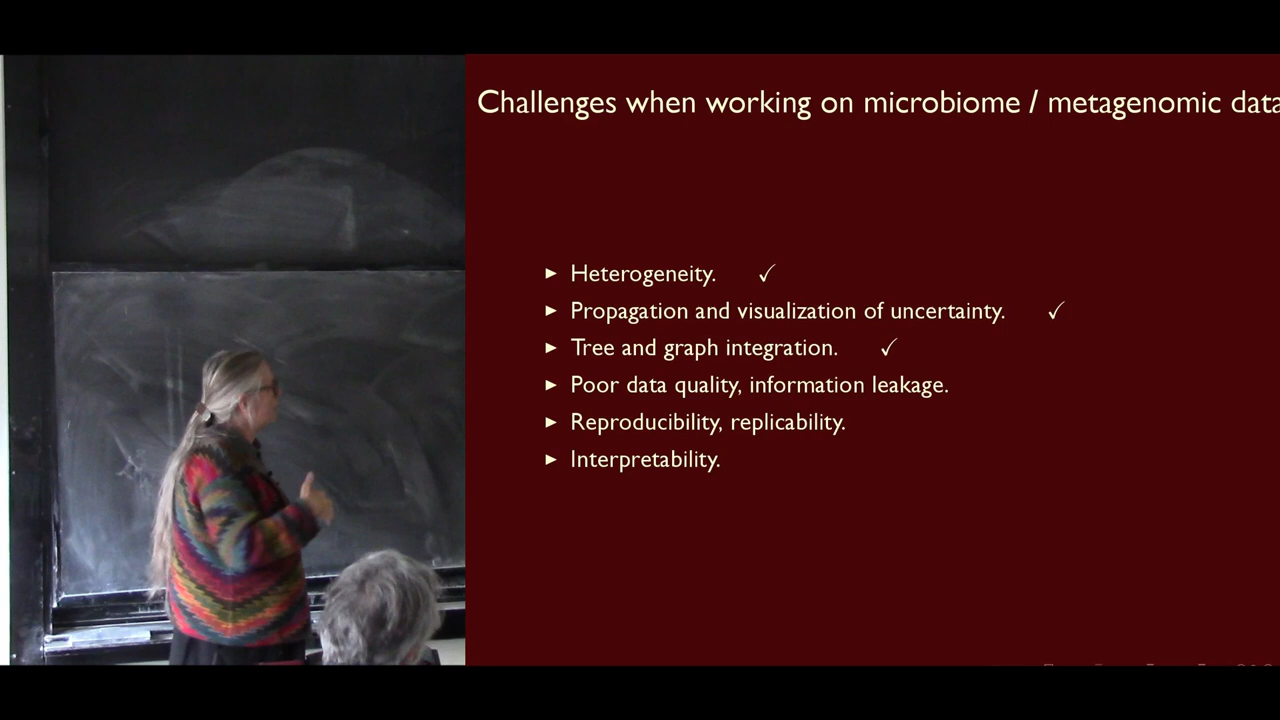 Challenges when working on microbiome / metagenomic data
► Heterogeneity. ✓
► Propagation and visualization of uncertainty. ✓
► Tree and graph integration. ✓
► Poor data quality, information leakage.
► Reproducibility, replicability.
► Interpretability.